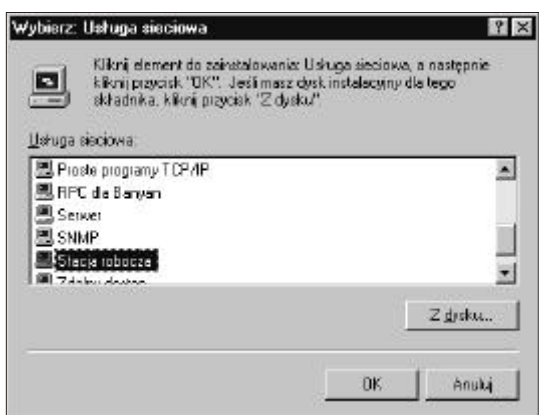 Wybierz: Usługa sieciowa
Kliknij element do zainstalowania: Usługa sieciowa, a następnie
kliknij przycisk "OK". Jeśli masz dysk instalacyjny dla tego
składnika, kliknij przycisk "Z dysku".
Usługa sieciowa:
Proste programy TCP/IP
RPC dla Banyan
Serwer
SNMP
Stacja robocza
Zdalny dostęp
Z dysku...
OK
Anuluj